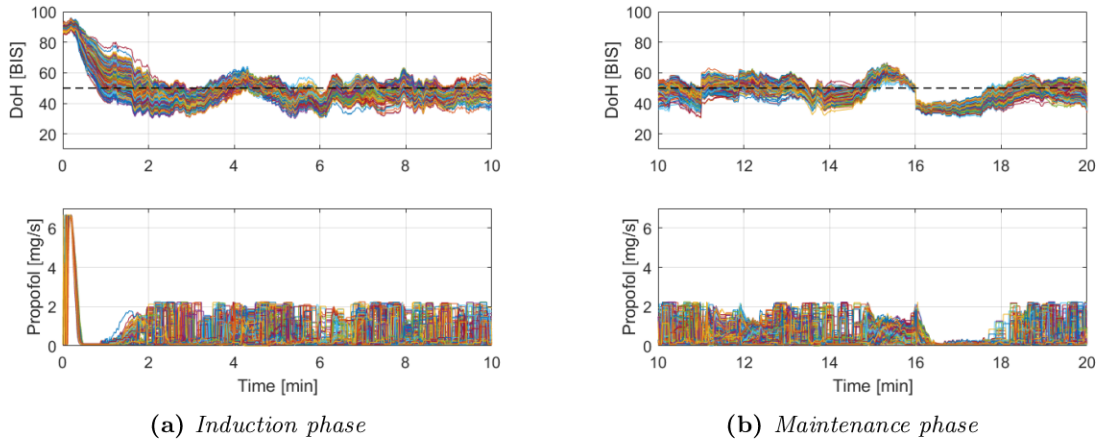 100
80
60
40
20
DoH [BIS]
0 2 4 6 8 10
6
4
2
0
Propofol [mg/s]
0 2 4 6 8 10
Time [min]
(a) Induction phase
100
80
60
40
20
DoH [BIS]
10 12 14 16 18 20
6
4
2
0
Propofol [mg/s]
10 12 14 16 18 20
Time [min]
(b) Maintenance phase